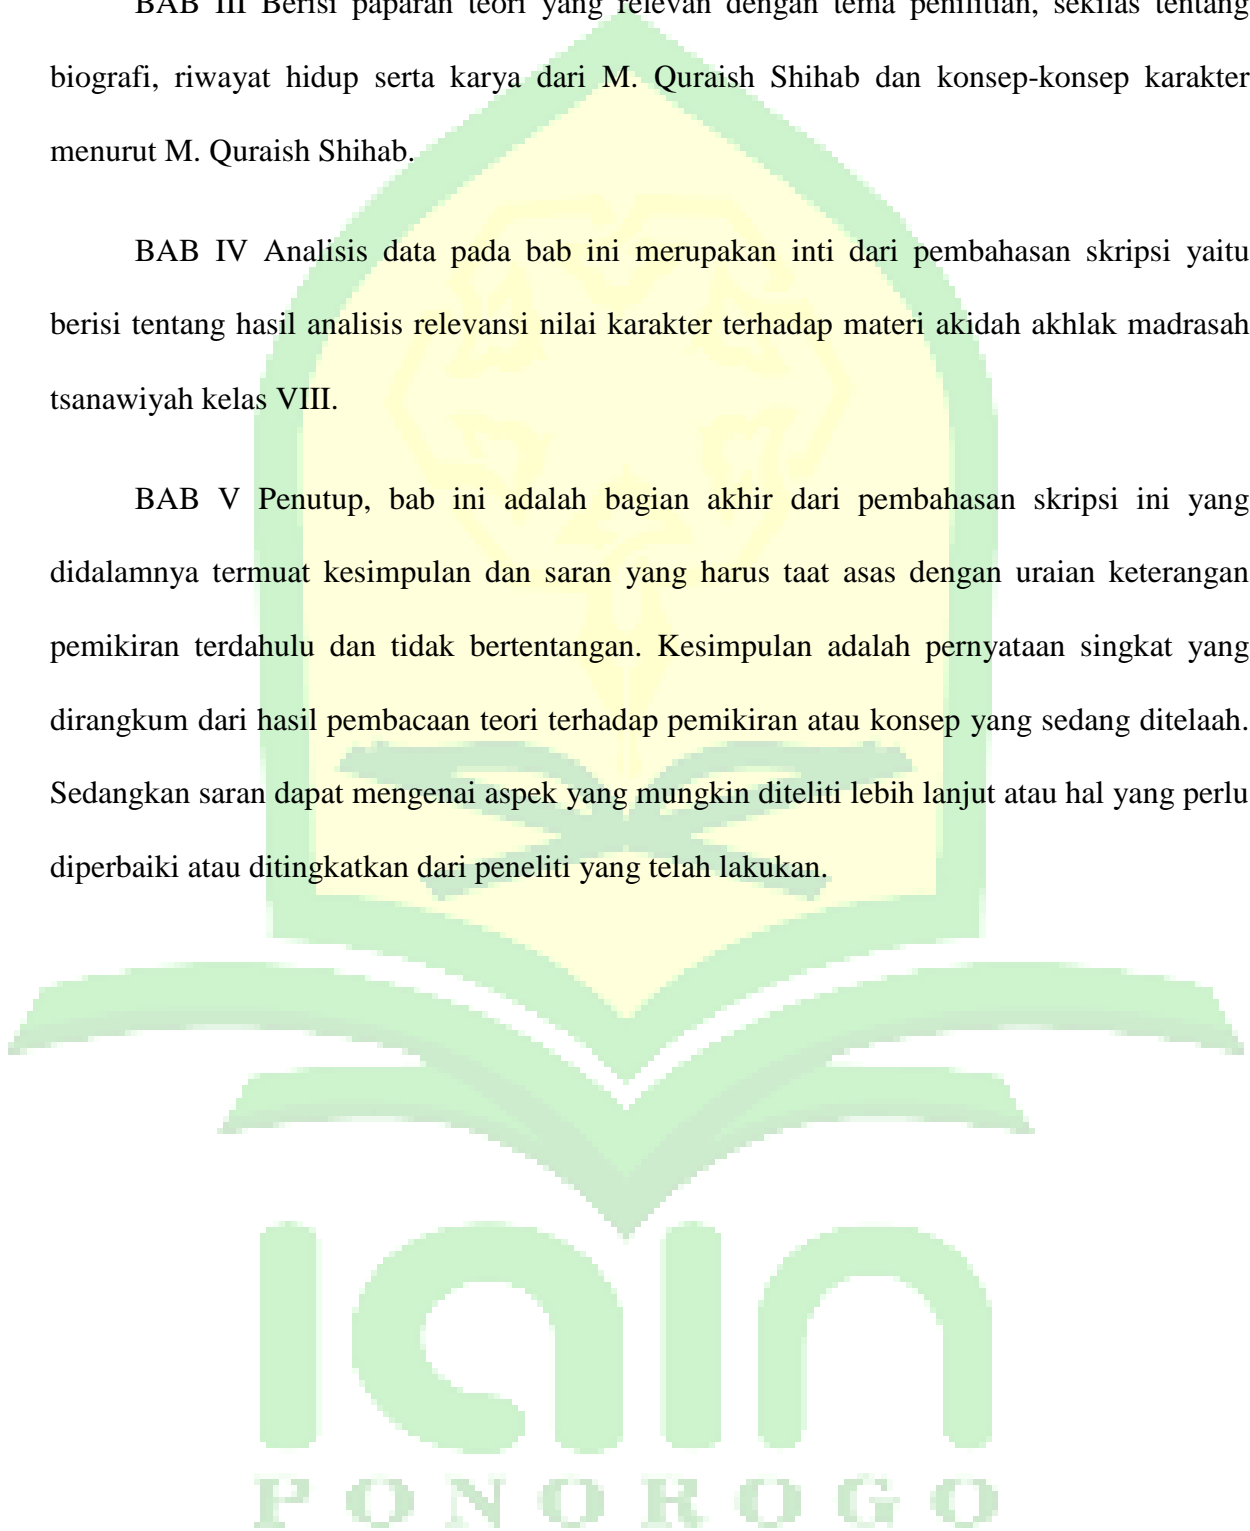 BAB III Berisi paparan teori yang relevan dengan tema penilitian, sekilas tentang
biografi, riwayat hidup serta karya dari M. Quraish Shihab dan konsep-konsep karakter
menurut M. Quraish Shihab.
BAB IV Analisis data pada bab ini merupakan inti dari pembahasan skripsi yaitu
berisi tentang hasil analisis relevansi nilai karakter terhadap materi akidah akhlak madrasah
tsanawiyah kelas VIII.
BAB V Penutup, bab ini adalah bagian akhir dari pembahasan skripsi ini yang
didalamnya termuat kesimpulan dan saran yang harus taat asas dengan uraian keterangan
pemikiran terdahulu dan tidak bertentangan. Kesimpulan adalah pernyataan singkat yang
dirangkum dari hasil pembacaan teori terhadap pemikiran atau konsep yang sedang ditelaah.
Sedangkan saran dapat mengenai aspek yang mungkin diteliti lebih lanjut atau hal yang perlu
diperbaiki atau ditingkatkan dari peneliti yang telah lakukan.
iain
PONOROGO